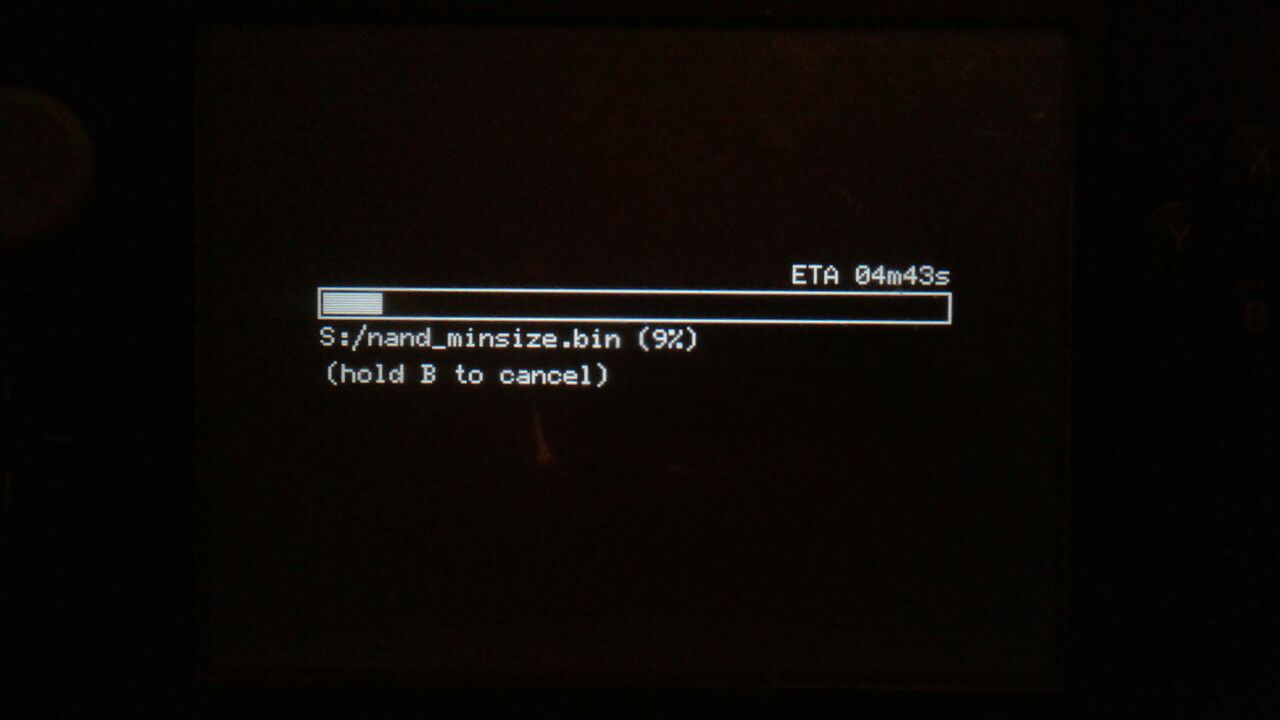 ETA 04m43s
S:/nand_minsize.bin (9%)
(hold B to cancel)
X
Y
B